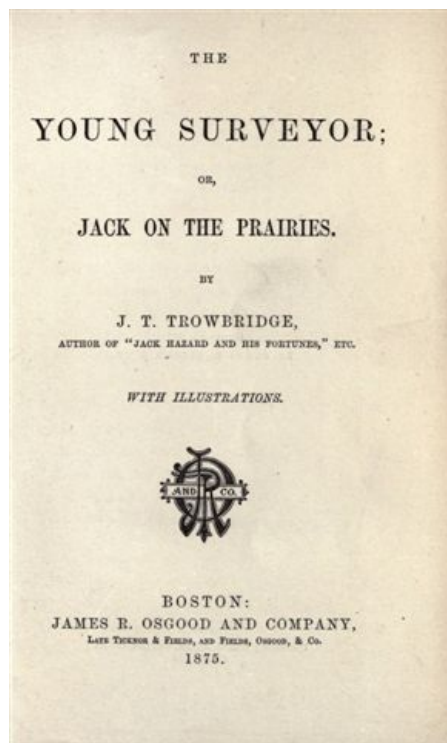 THE
YOUNG SURVEYOR;
OR,
JACK ON THE PRAIRIES.
BY
J. T. TROWBRIDGE,
AUTHOR OF "JACK HAZARD AND HIS FORTUNES," ETC.
WITH ILLUSTRATIONS.
AND CO.
BOSTON:
JAMES R. OSGOOD AND COMPANY,
LATE TICKNOR & FIELDS, AND FIELDS, OSGOOD, & CO.
1875.